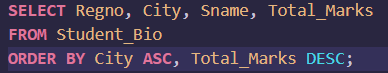 SELECT Regno, City, Sname, Total_Marks
FROM Student_Bio
ORDER BY City ASC, Total_Marks DESC;